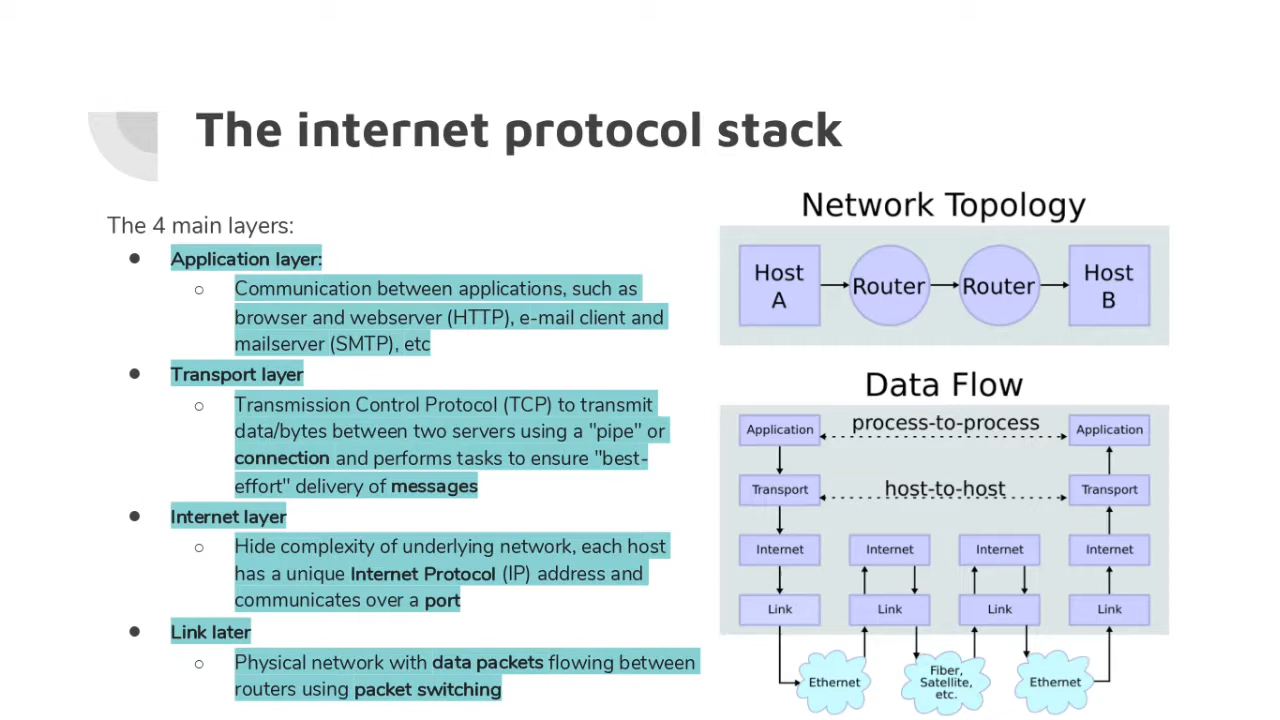 The internet protocol stack
The 4 main layers:
● Application layer:
○ Communication between applications, such as
browser and webserver (HTTP), e-mail client and
mailserver (SMTP), etc
● Transport layer
○ Transmission Control Protocol (TCP) to transmit
data/bytes between two servers using a "pipe" or
connection and performs tasks to ensure "best-
effort" delivery of messages
● Internet layer
○ Hide complexity of underlying network, each host
has a unique Internet Protocol (IP) address and
communicates over a port
● Link later
○ Physical network with data packets flowing between
routers using packet switching
Network Topology
Host
A
Router
Router
Host
B
Data Flow
Application
process-to-process
Application
Transport
host-to-host
Transport
Internet
Internet
Internet
Internet
Link
Link
Link
Link
Ethernet
Fiber,
Satellite,
etc.
Ethernet